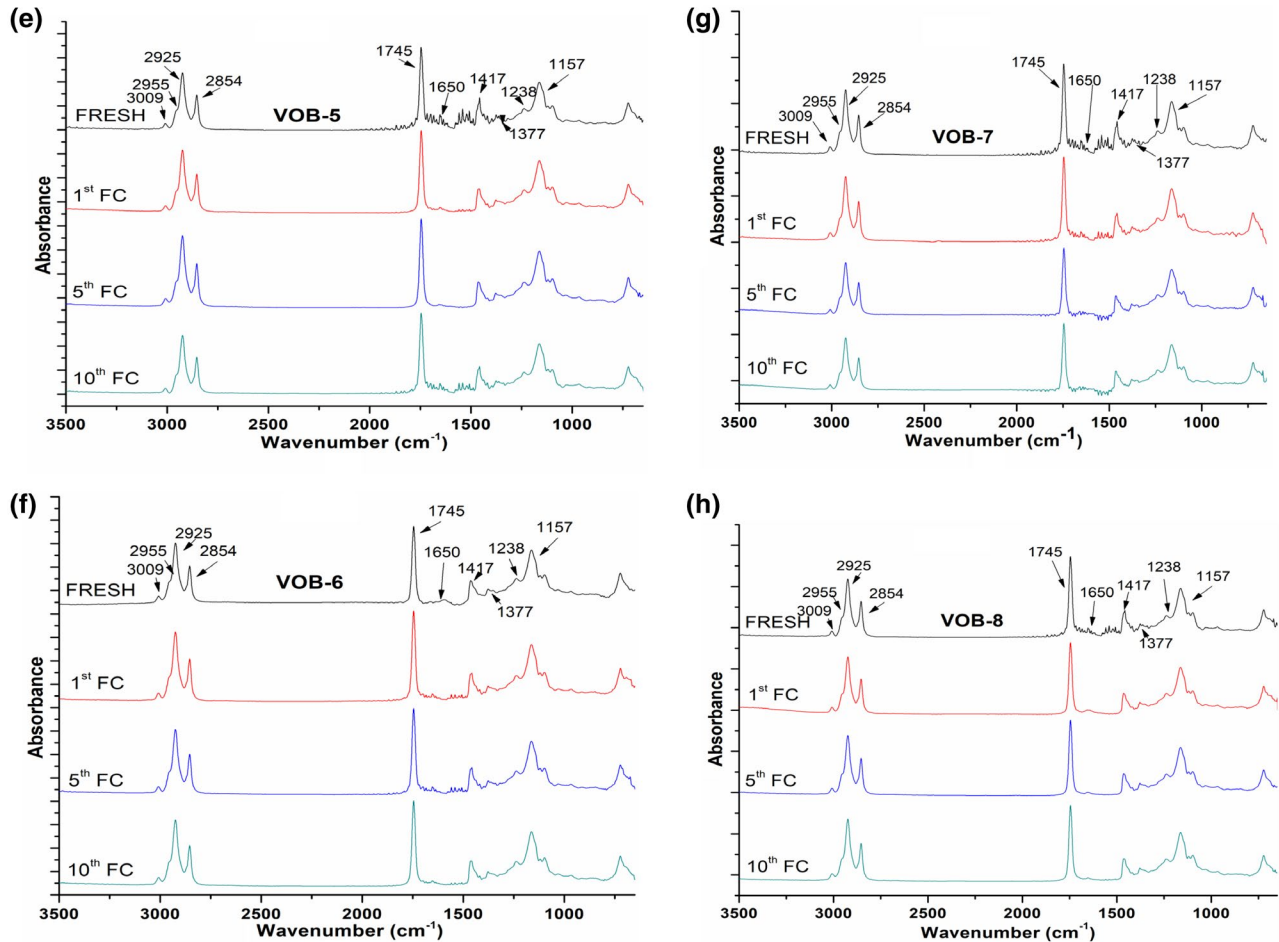 (e)
1745
2925
1650
1417
1157
2955
2854
1238
3009
FRESH
VOB-5
1377
1st FC
5th FC
10th FC
Absorbance
3500 3000 2500 2000 1500 1000
Wavenumber (cm-1)
(g)
1745
2925
1650
1417
1238
1157
2955
2854
3009
FRESH
VOB-7
1377
1st FC
5th FC
10th FC
Absorbance
3500 3000 2500 2000 1500 1000
Wavenumber (cm-1)
(f)
1745
2925
1650
1238
1157
2955
2854
1417
3009
FRESH
VOB-6
1377
1st FC
5th FC
10th FC
Absorbance
3500 3000 2500 2000 1500 1000
Wavenumber (cm-1)
(h)
1745
2925
1650
1417
1238
1157
2955
2854
3009
FRESH
VOB-8
1377
1st FC
5th FC
10th FC
Absorbance
3500 3000 2500 2000 1500 1000
Wavenumber (cm-1)